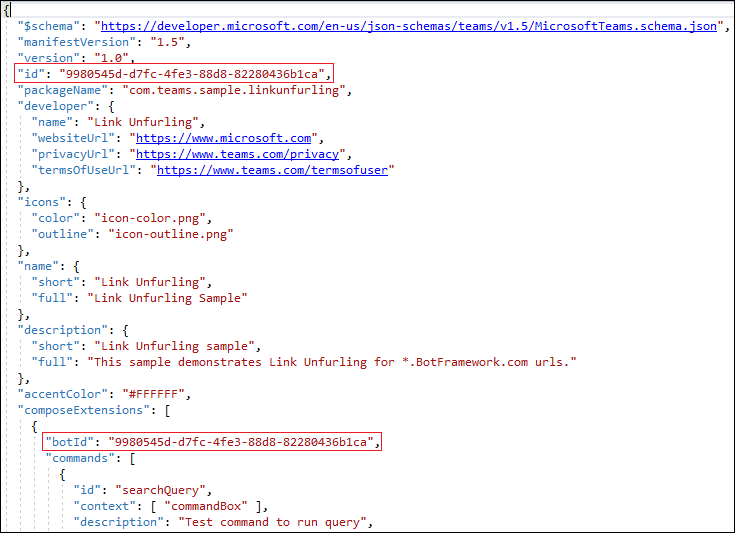 {
"$schema": "https://developer.microsoft.com/en-us/json-schemas/teams/v1.5/MicrosoftTeams.schema.json",
"manifestVersion": "1.5",
"version": "1.0",
"id": "9980545d-d7fc-4fe3-88d8-82280436b1ca",
"packageName": "com.teams.sample.linkunfurling",
"developer": {
"name": "Link Unfurling",
"websiteUrl": "https://www.microsoft.com",
"privacyUrl": "https://www.teams.com/privacy",
"termsOfUseUrl": "https://www.teams.com/termsofuser"
},
"icons": {
"color": "icon-color.png",
"outline": "icon-outline.png"
},
"name": {
"short": "Link Unfurling",
"full": "Link Unfurling Sample"
},
"description": {
"short": "Link Unfurling sample",
"full": "This sample demonstrates Link Unfurling for *.BotFramework.com urls."
},
"accentColor": "#FFFFFF",
"composeExtensions": [
{
"botId": "9980545d-d7fc-4fe3-88d8-82280436b1ca",
"commands": [
{
"id": "searchQuery",
"context": [ "commandBox" ],
"description": "Test command to run query",